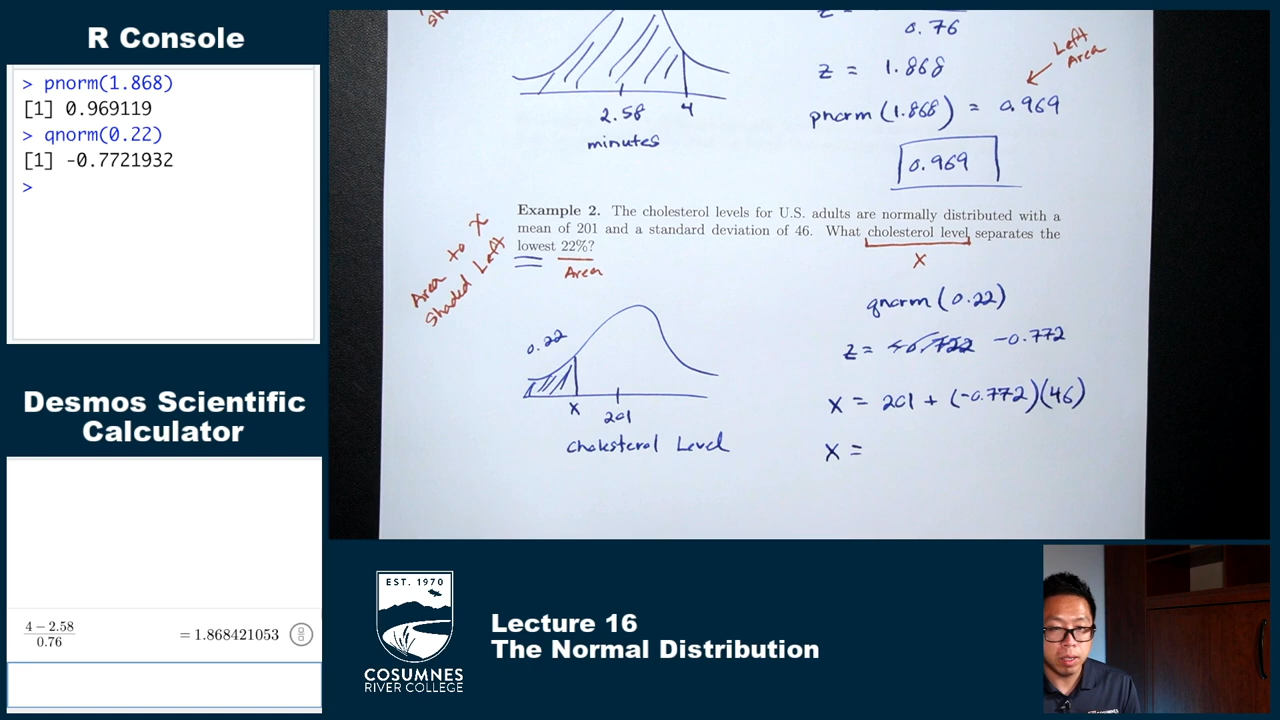 R Console
> pnorm(1.868)
[1] 0.969119
> qnorm(0.22)
[1] -0.7721932
>
Desmos Scientific
Calculator
4 − 2.58
0.76
= 1.868421053
0.76
z = 1.868
Left
Area
pnorm (1.868) = 0.969
0.969
2.58
4
minutes
Example 2. The cholesterol levels for U.S. adults are normally distributed with a
mean of 201 and a standard deviation of 46. What cholesterol level separates the
lowest 22%?
Area
X
Area to X
Shaded Left
0.22
X
201
Cholesterol Level
qnorm (0.22)
z = -0.772
X = 201 + (-0.772)(46)
X =
EST. 1970
COSUMNES
RIVER COLLEGE
Lecture 16
The Normal Distribution